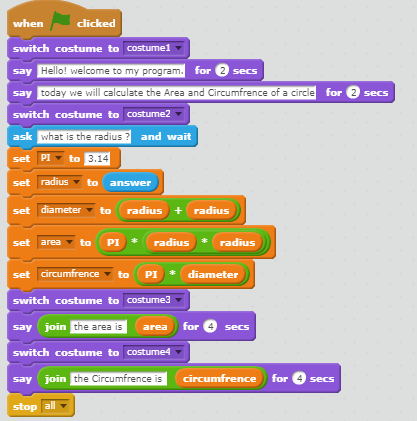 when clicked
switch costume to costume1
say Hello! welcome to my program. for 2 secs
say today we will calculate the Area and Circumfrence of a circle for 2 secs
switch costume to costume2
ask what is the radius ? and wait
set PI to 3.14
set radius to answer
set diameter to radius + radius
set area to PI * radius * radius
set circumfrence to PI * diameter
switch costume to costume3
say join the area is area for 4 secs
switch costume to costume4
say join the Circumfrence is circumfrence for 4 secs
stop all